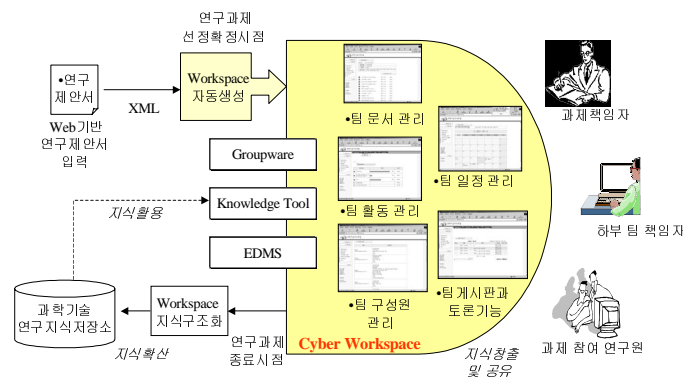 연구과제
선정확정시점
•연구
제안서
XML
Web기반
연구제안서
입력
Workspace
자동생성
•팀 문서 관리
과제책임자
Groupware
•팀 일정 관리
Knowledge Tool
•팀 활동 관리
지식활용
하부 팀 책임자
EDMS
과학기술
연구지식저장소
Workspace
지식구조화
•팀 구성원
관리
•팀게시판과
토론기능
연구과제
종료시점
지식확산
Cyber Workspace
지식창출
및 공유
과제 참여 연구원